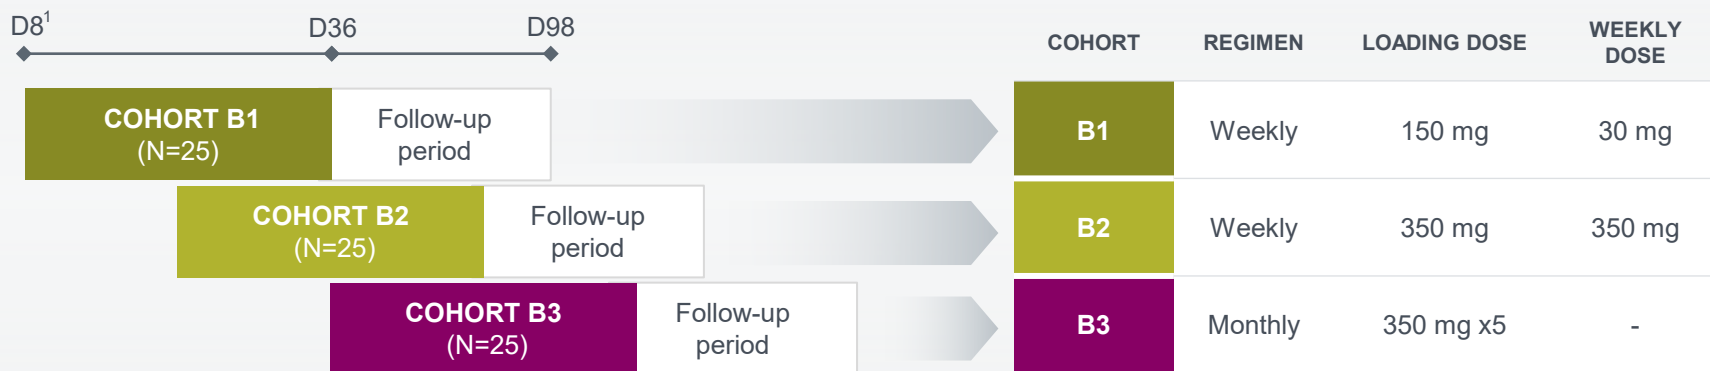 D8¹
D36
D98
COHORT B1
(N=25)
Follow-up
period
COHORT B2
(N=25)
Follow-up
period
COHORT B3
(N=25)
Follow-up
period
COHORT REGIMEN LOADING DOSE WEEKLY
DOSE
B1 Weekly 150 mg 30 mg
B2 Weekly 350 mg 350 mg
B3 Monthly 350 mg x5 -